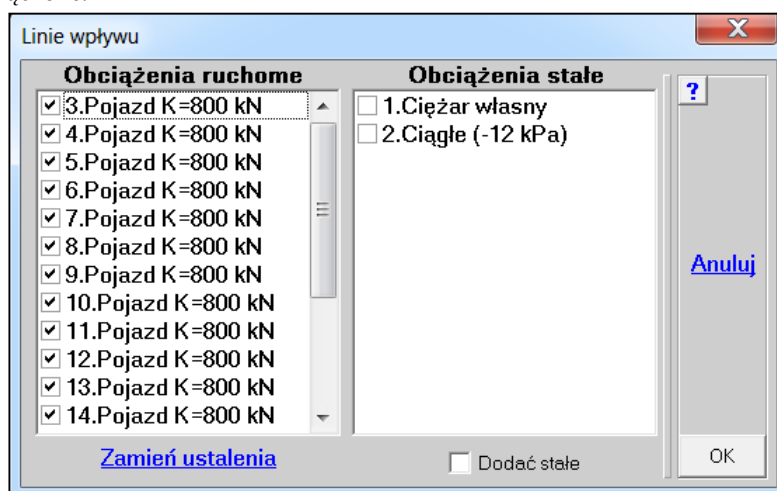 Linie wpływu
X
Obciążenia ruchome
3.Pojazd K=800 kN
4.Pojazd K=800 kN
5.Pojazd K=800 kN
6.Pojazd K=800 kN
7.Pojazd K=800 kN
8.Pojazd K=800 kN
9.Pojazd K=800 kN
10.Pojazd K=800 kN
11.Pojazd K=800 kN
12.Pojazd K=800 kN
13.Pojazd K=800 kN
14.Pojazd K=800 kN
Zamień ustalenia
Obciążenia stałe
1.Ciężar własny
2.Ciągłe (-12 kPa)
Dodać stałe
?
Anuluj
OK